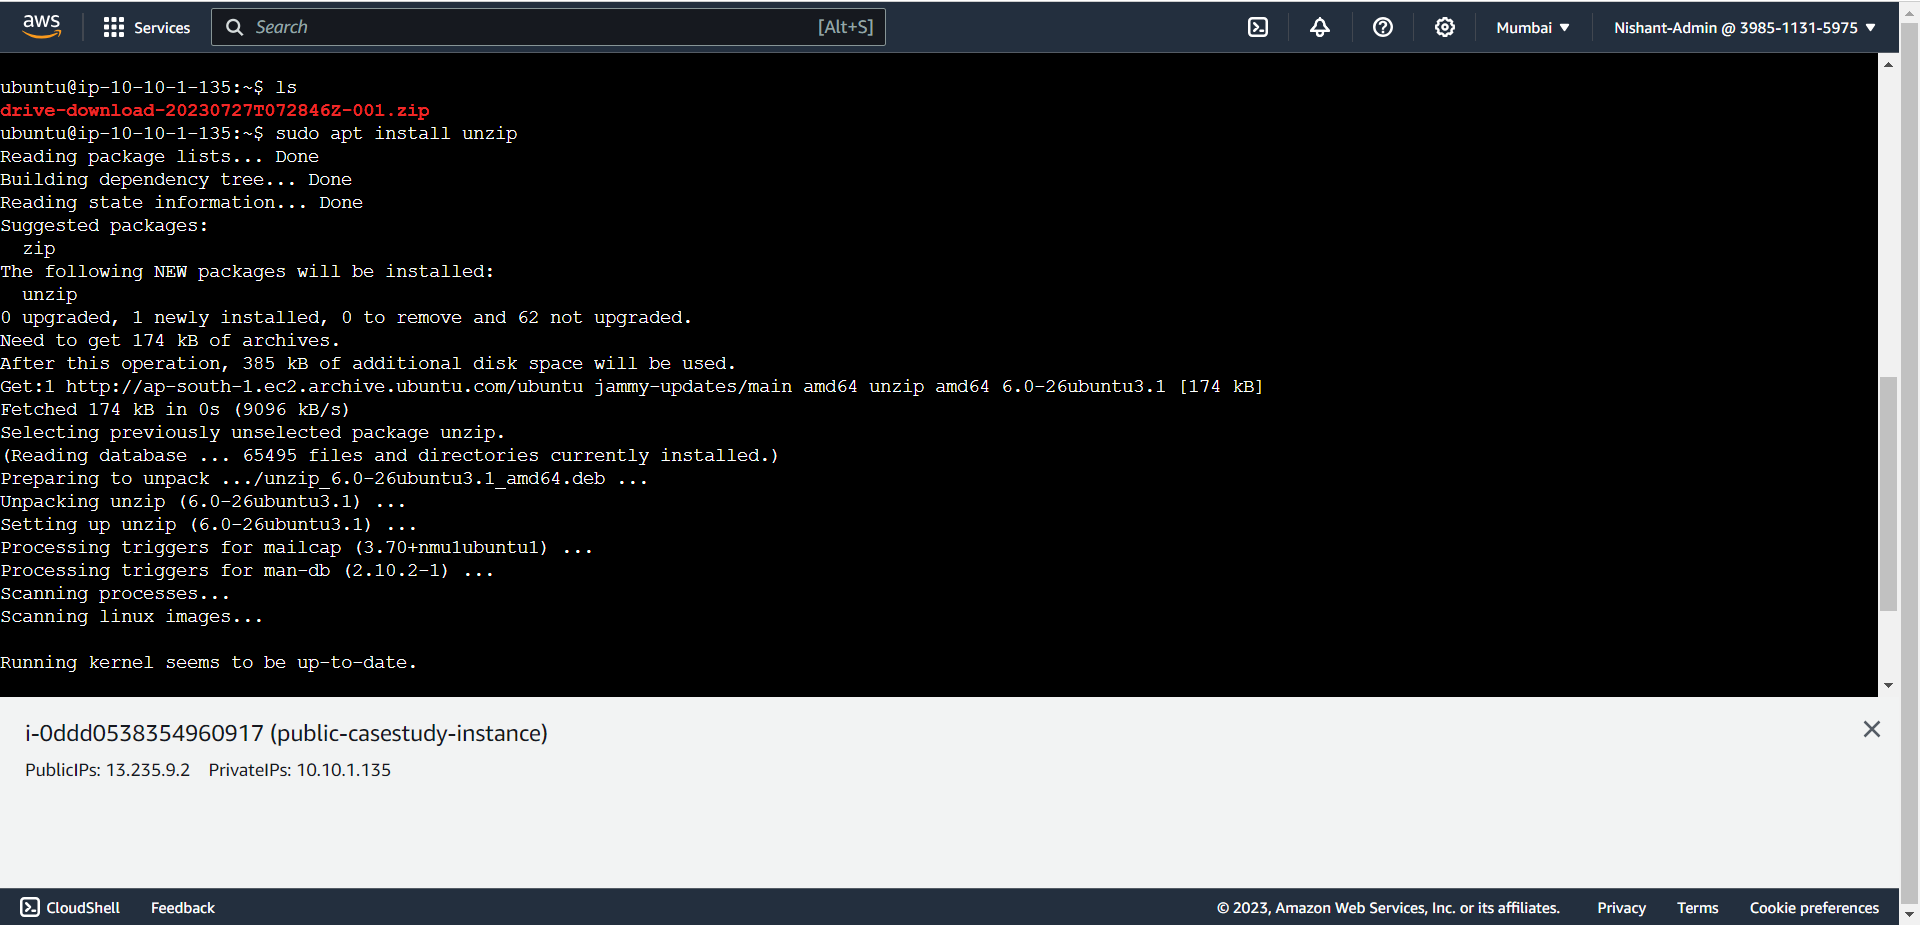 aws
Services
Search
[Alt+S]
Mumbai
Nishant-Admin @ 3985-1131-5975
ubuntu@ip-10-10-1-135:~$ ls
drive-download-20230727T072846Z-001.zip
ubuntu@ip-10-10-1-135:~$ sudo apt install unzip
Reading package lists... Done
Building dependency tree... Done
Reading state information... Done
Suggested packages:
  zip
The following NEW packages will be installed:
  unzip
0 upgraded, 1 newly installed, 0 to remove and 62 not upgraded.
Need to get 174 kB of archives.
After this operation, 385 kB of additional disk space will be used.
Get:1 http://ap-south-1.ec2.archive.ubuntu.com/ubuntu jammy-updates/main amd64 unzip amd64 6.0-26ubuntu3.1 [174 kB]
Fetched 174 kB in 0s (9096 kB/s)
Selecting previously unselected package unzip.
(Reading database ... 65495 files and directories currently installed.)
Preparing to unpack .../unzip_6.0-26ubuntu3.1_amd64.deb ...
Unpacking unzip (6.0-26ubuntu3.1) ...
Setting up unzip (6.0-26ubuntu3.1) ...
Processing triggers for mailcap (3.70+nmu1ubuntu1) ...
Processing triggers for man-db (2.10.2-1) ...
Scanning processes...
Scanning linux images...
Running kernel seems to be up-to-date.
i-0ddd0538354960917 (public-casestudy-instance)
PublicIPs: 13.235.9.2 PrivateIPs: 10.10.1.135
CloudShell
Feedback
© 2023, Amazon Web Services, Inc. or its affiliates.
Privacy
Terms
Cookie preferences